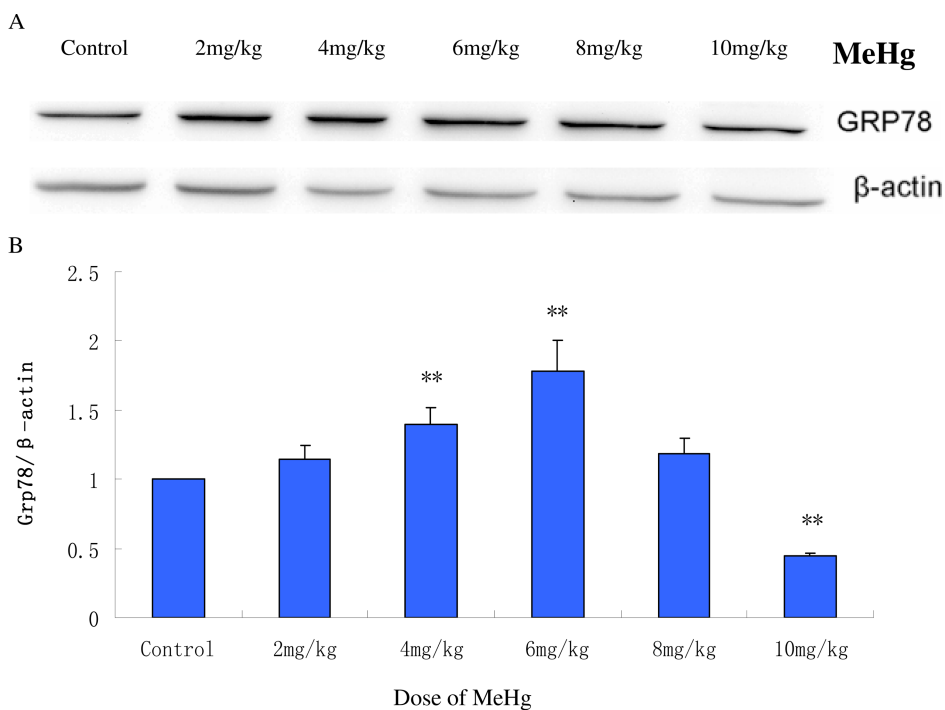 A
Control 2mg/kg 4mg/kg 6mg/kg 8mg/kg 10mg/kg MeHg
GRP78
β-actin
B
2.5
2
1.5
1
0.5
0
Grp78/β-actin
** ** **
Control 2mg/kg 4mg/kg 6mg/kg 8mg/kg 10mg/kg
Dose of MeHg